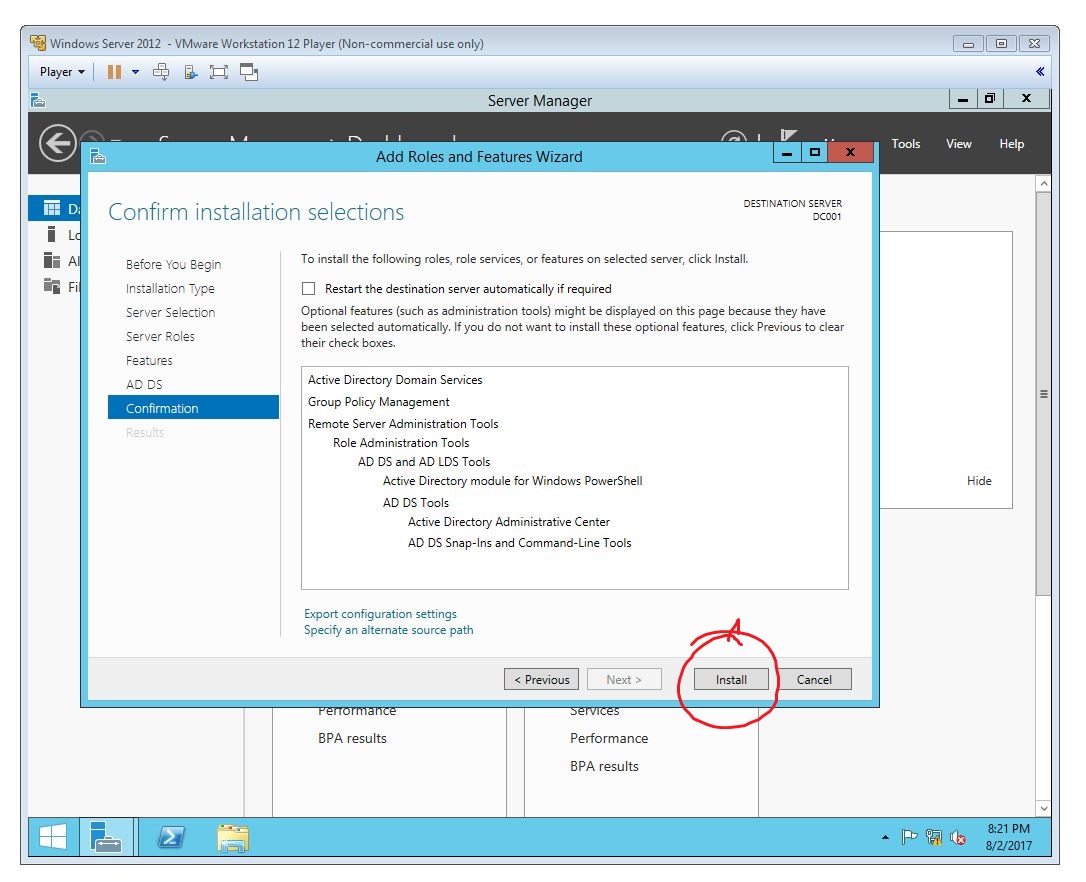 Windows Server 2012 - VMware Workstation 12 Player (Non-commercial use only)
Player
Server Manager
Tools View Help
Add Roles and Features Wizard
Confirm installation selections
DESTINATION SERVER
DC001
Before You Begin
Installation Type
Server Selection
Server Roles
Features
AD DS
Confirmation
Results
To install the following roles, role services, or features on selected server, click Install.
Restart the destination server automatically if required
Optional features (such as administration tools) might be displayed on this page because they have
been selected automatically. If you do not want to install these optional features, click Previous to clear
their check boxes.
Active Directory Domain Services
Group Policy Management
Remote Server Administration Tools
Role Administration Tools
AD DS and AD LDS Tools
Active Directory module for Windows PowerShell
AD DS Tools
Active Directory Administrative Center
AD DS Snap-Ins and Command-Line Tools
Export configuration settings
Specify an alternate source path
< Previous Next > Install Cancel
Hide
Performance
BPA results
Services
Performance
BPA results
8:21 PM
8/2/2017